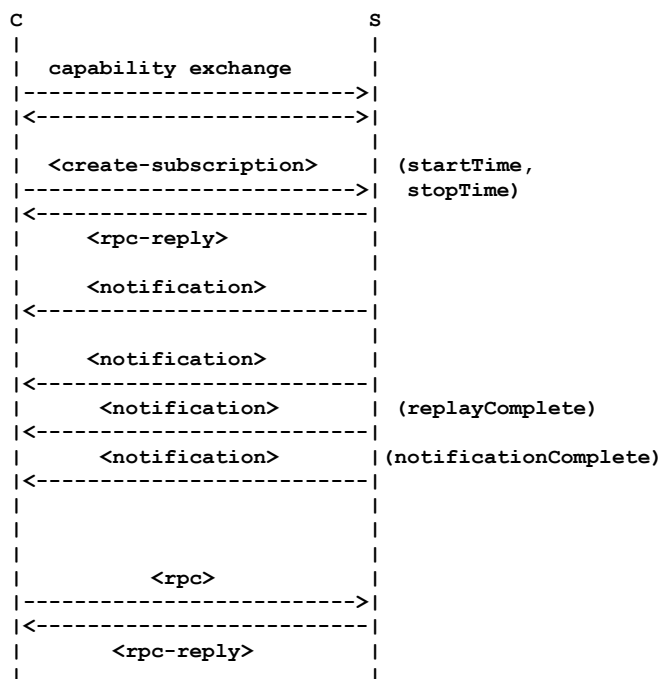 C                                           S
|                                           |
|   capability exchange                     |
|-------------------------->|
|<------------------------->|
|                                           |
|   <create-subscription>   | (startTime,
|-------------------------->|  stopTime)
|<--------------------------|
|     <rpc-reply>           |
|                           |
|     <notification>        |
|<--------------------------|
|                           |
|     <notification>        |
|<--------------------------|
|      <notification>       | (replayComplete)
|<--------------------------|
|      <notification>       |(notificationComplete)
|<--------------------------|
|                           |
|                           |
|                           |
|          <rpc>            |
|-------------------------->|
|<--------------------------|
|       <rpc-reply>         |
|                           |